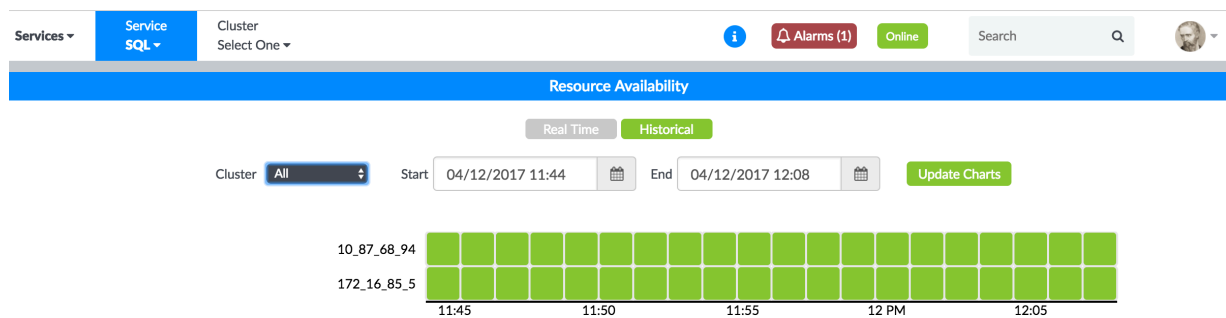 Services
Service
SQL
Cluster
Select One
i
Alarms (1)
Online
Search
Resource Availability
Real Time
Historical
Cluster
All
Start
04/12/2017 11:44
End
04/12/2017 12:08
Update Charts
10_87_68_94
172_16_85_5
11:45 11:50 11:55 12 PM 12:05